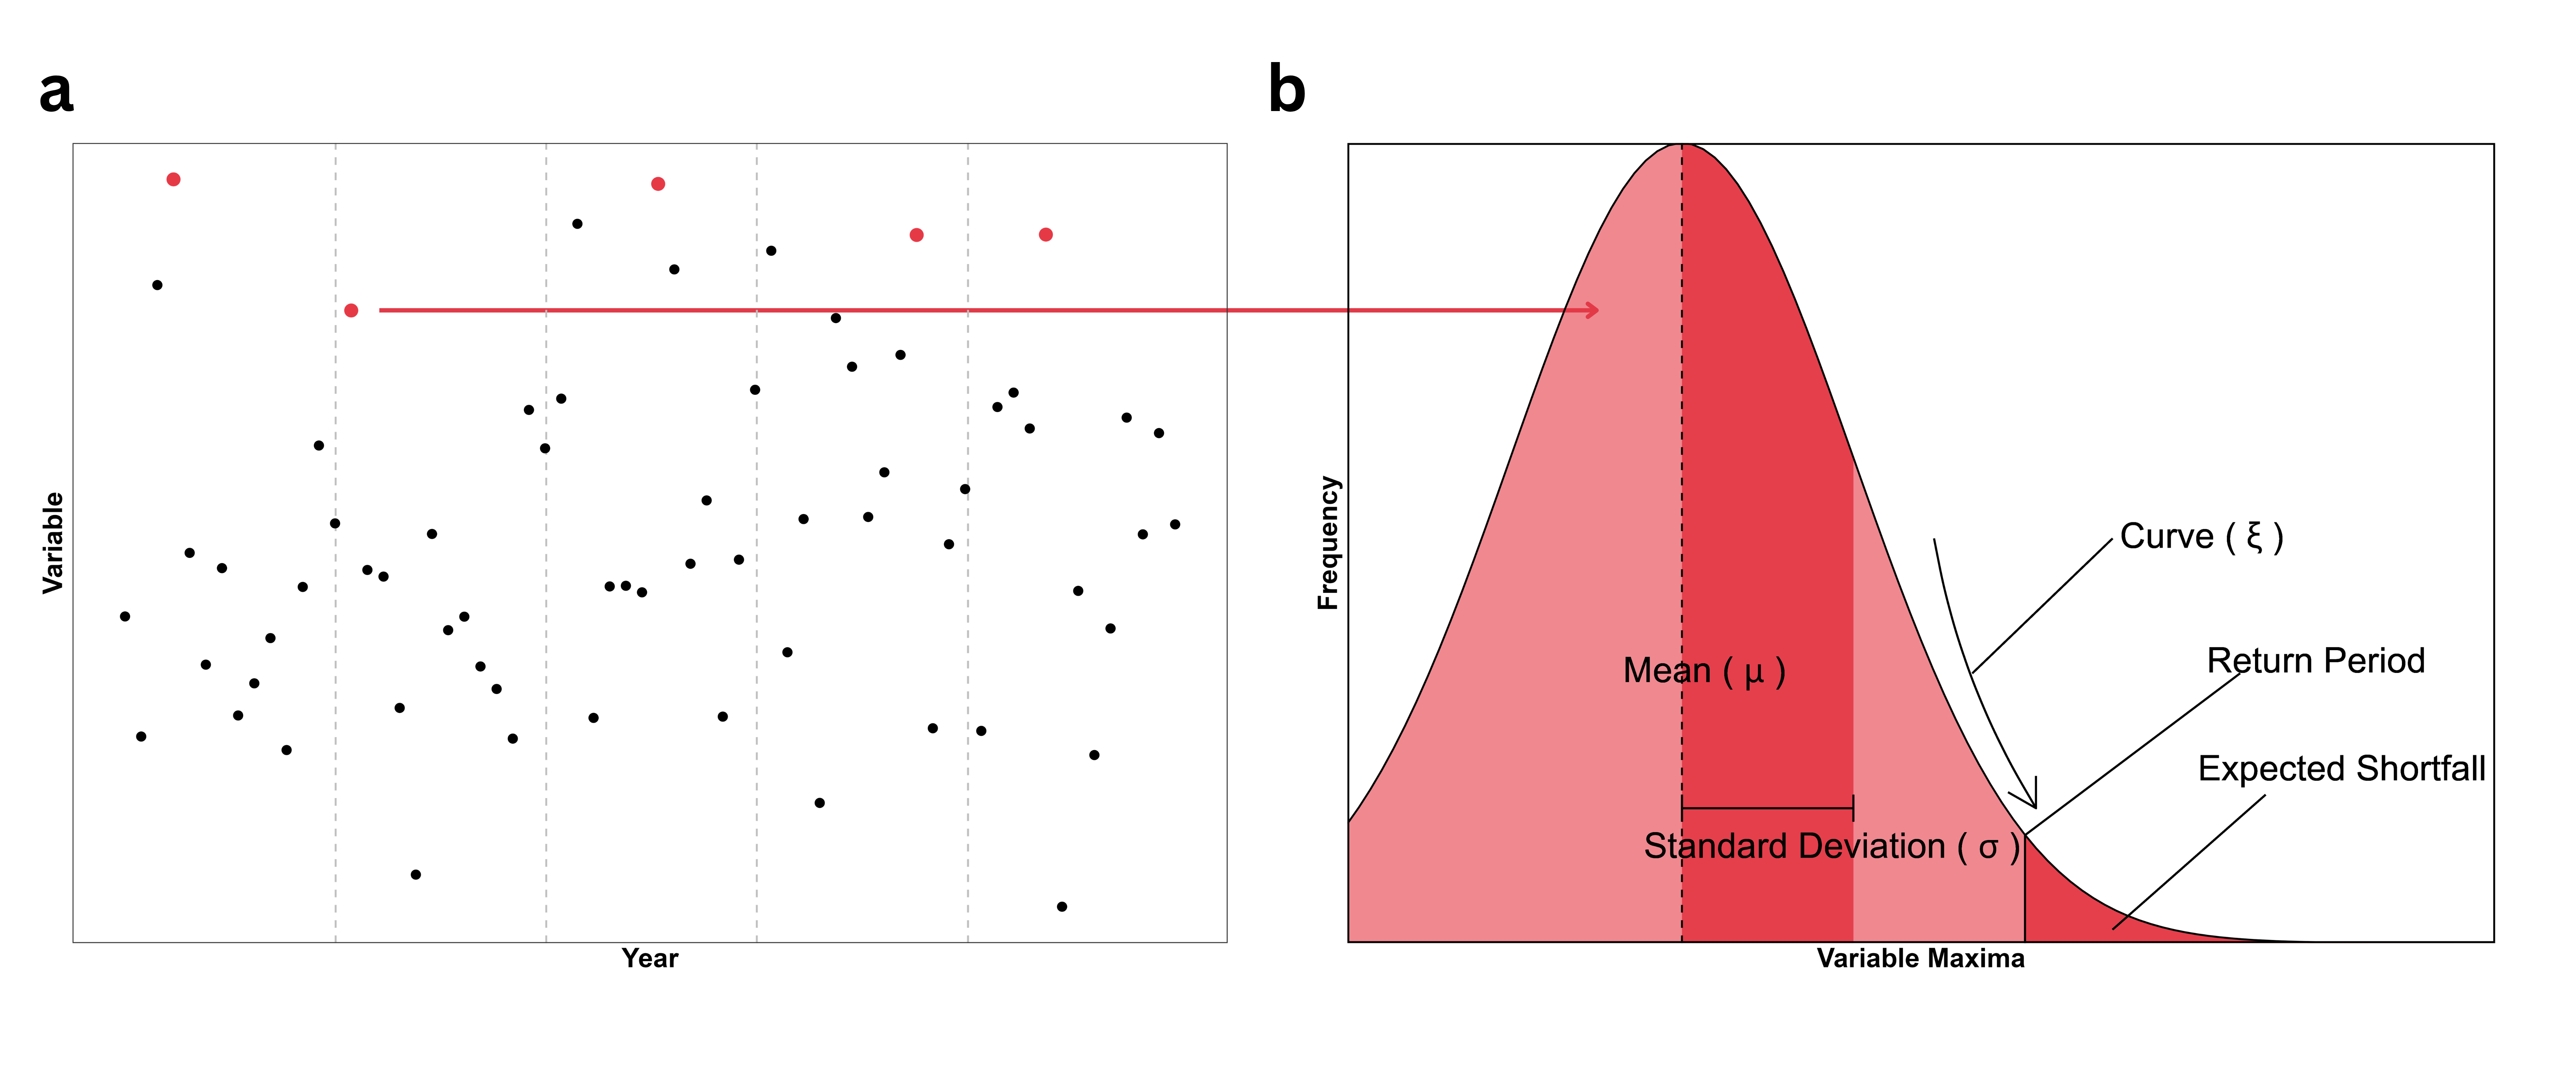 a
Variable
Year
b
Frequency
Mean ( μ )
Standard Deviation ( σ )
Curve ( ξ )
Return Period
Expected Shortfall
Variable Maxima